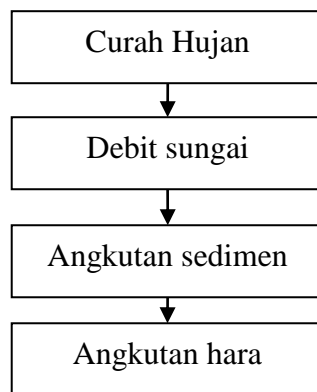 Curah Hujan
Debit sungai
Angkutan sedimen
Angkutan hara